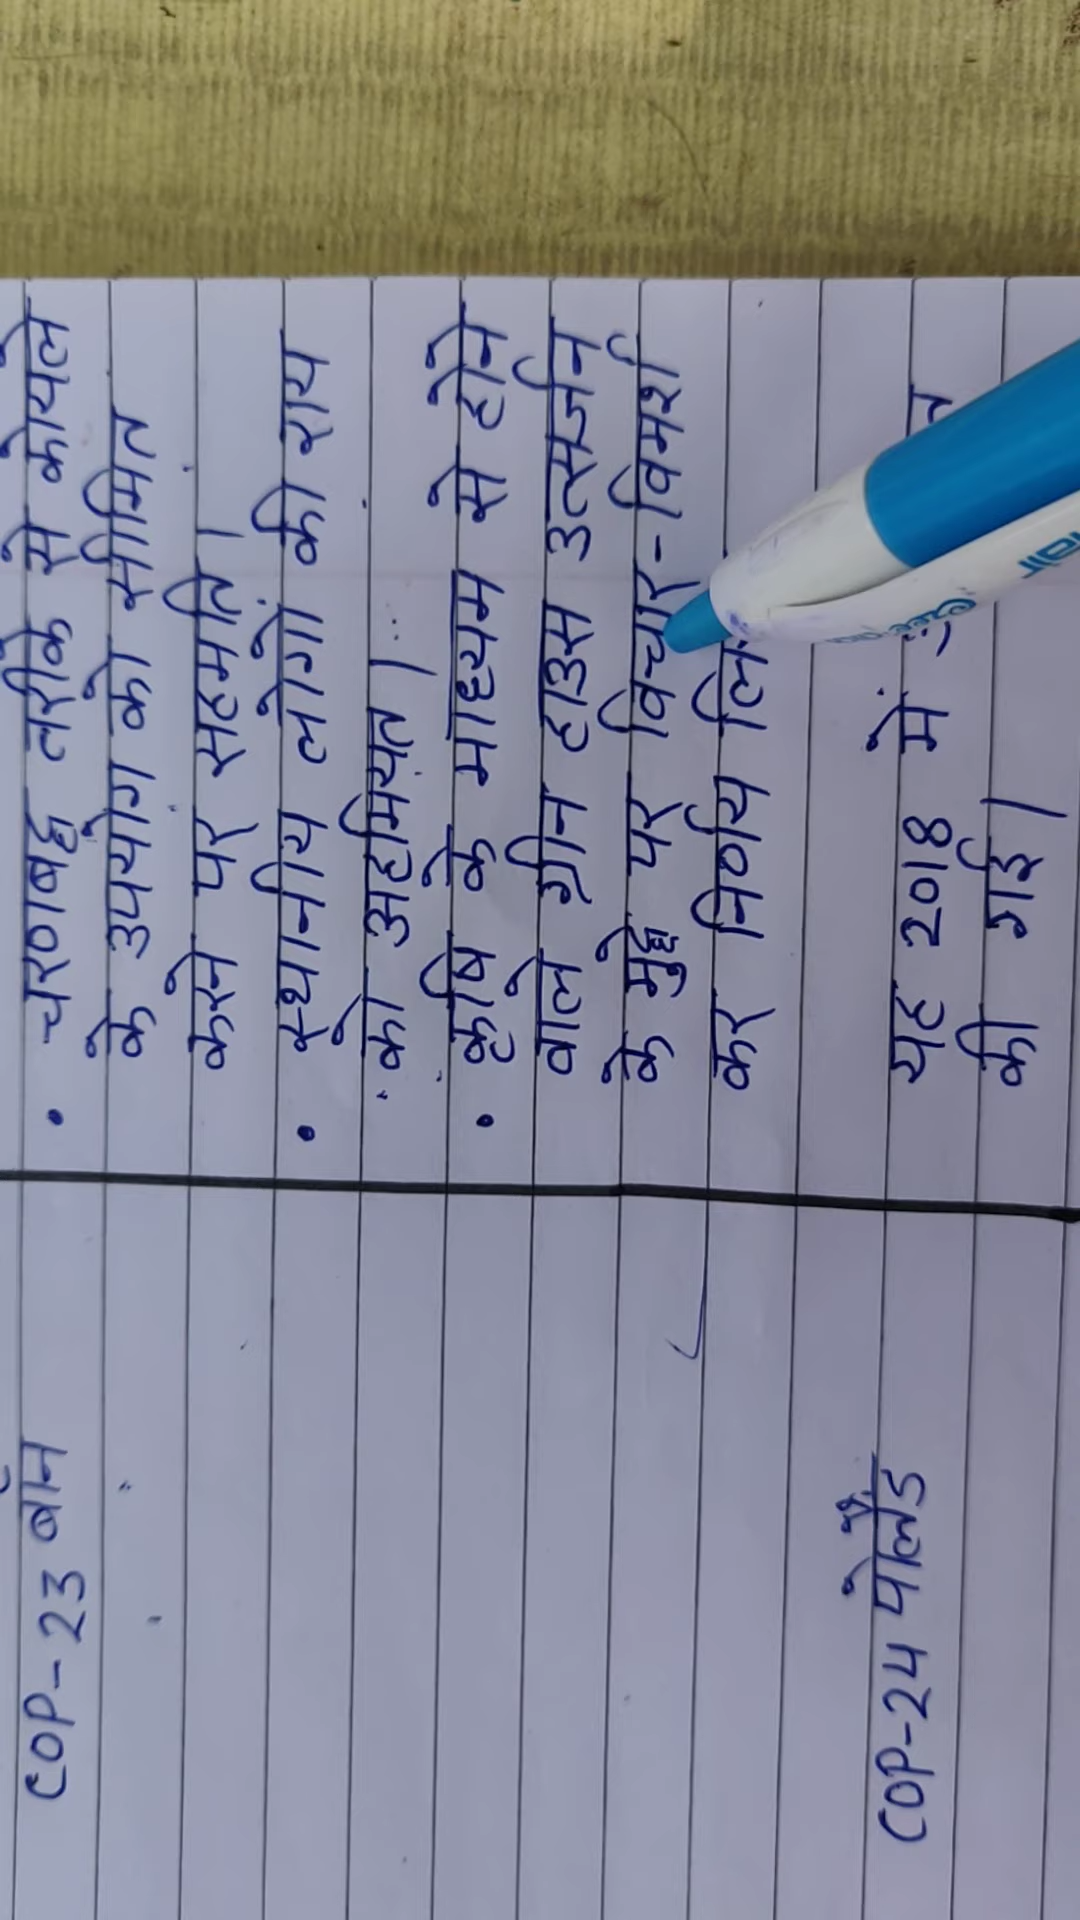 COP-23 बॉन
• चरणबद्ध तरीके से कोयले
के उपयोग को सीमित
करने पर सहमति।
• स्थानीय लोगों की राय
को अहमियत।
• कृषि के माध्यम से होने
वाले ग्रीन हाउस उत्सर्जन
के मुद्दे पर विचार-विमर्श
कर निर्णय
COP-24 पोलैंड
यह 2018 में
की गई।